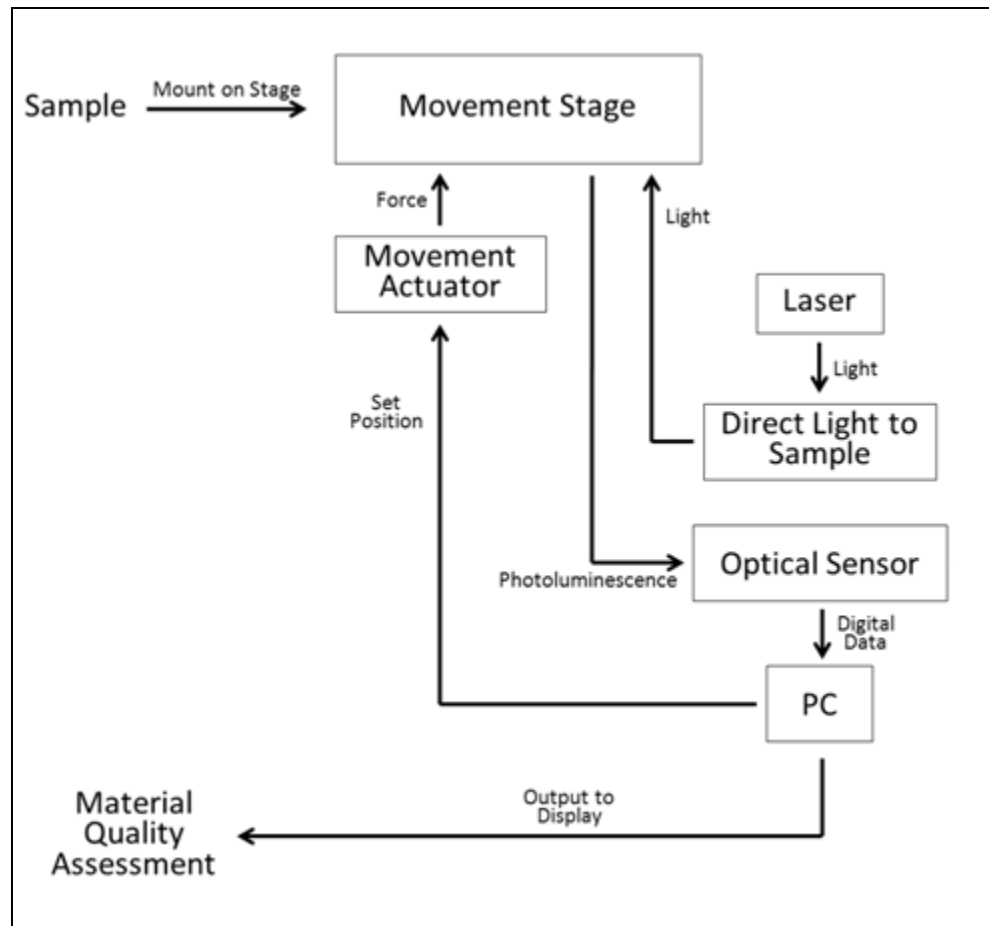 Sample
Mount on Stage
Movement Stage
Force
Light
Movement
Actuator
Laser
Light
Set
Position
Direct Light to
Sample
Optical Sensor
Photoluminescence
Digital
Data
PC
Output to
Display
Material
Quality
Assessment